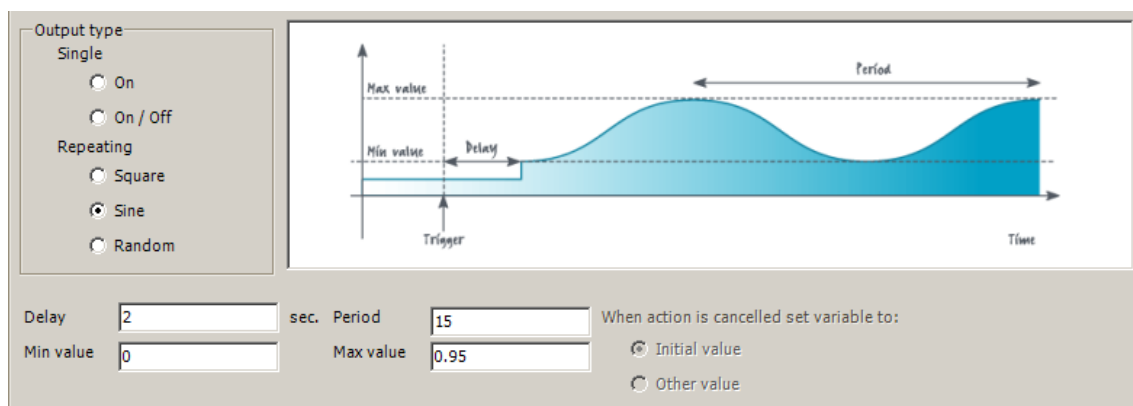 Output type
Single
On
On / Off
Repeating
Square
Sine
Random
Period
Max value
Min value
Delay
Trigger
Time
Delay 2 sec. Period 15 When action is cancelled set variable to:
Min value 0 Max value 0.95 Initial value
Other value